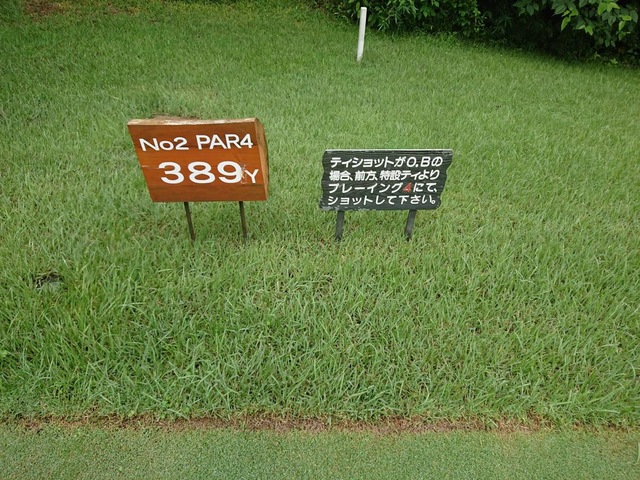 No2 PAR4
389Y
ティショットがO.Bの
場合、前方、特設ティより
プレーイング4にて、
ショットして下さい。